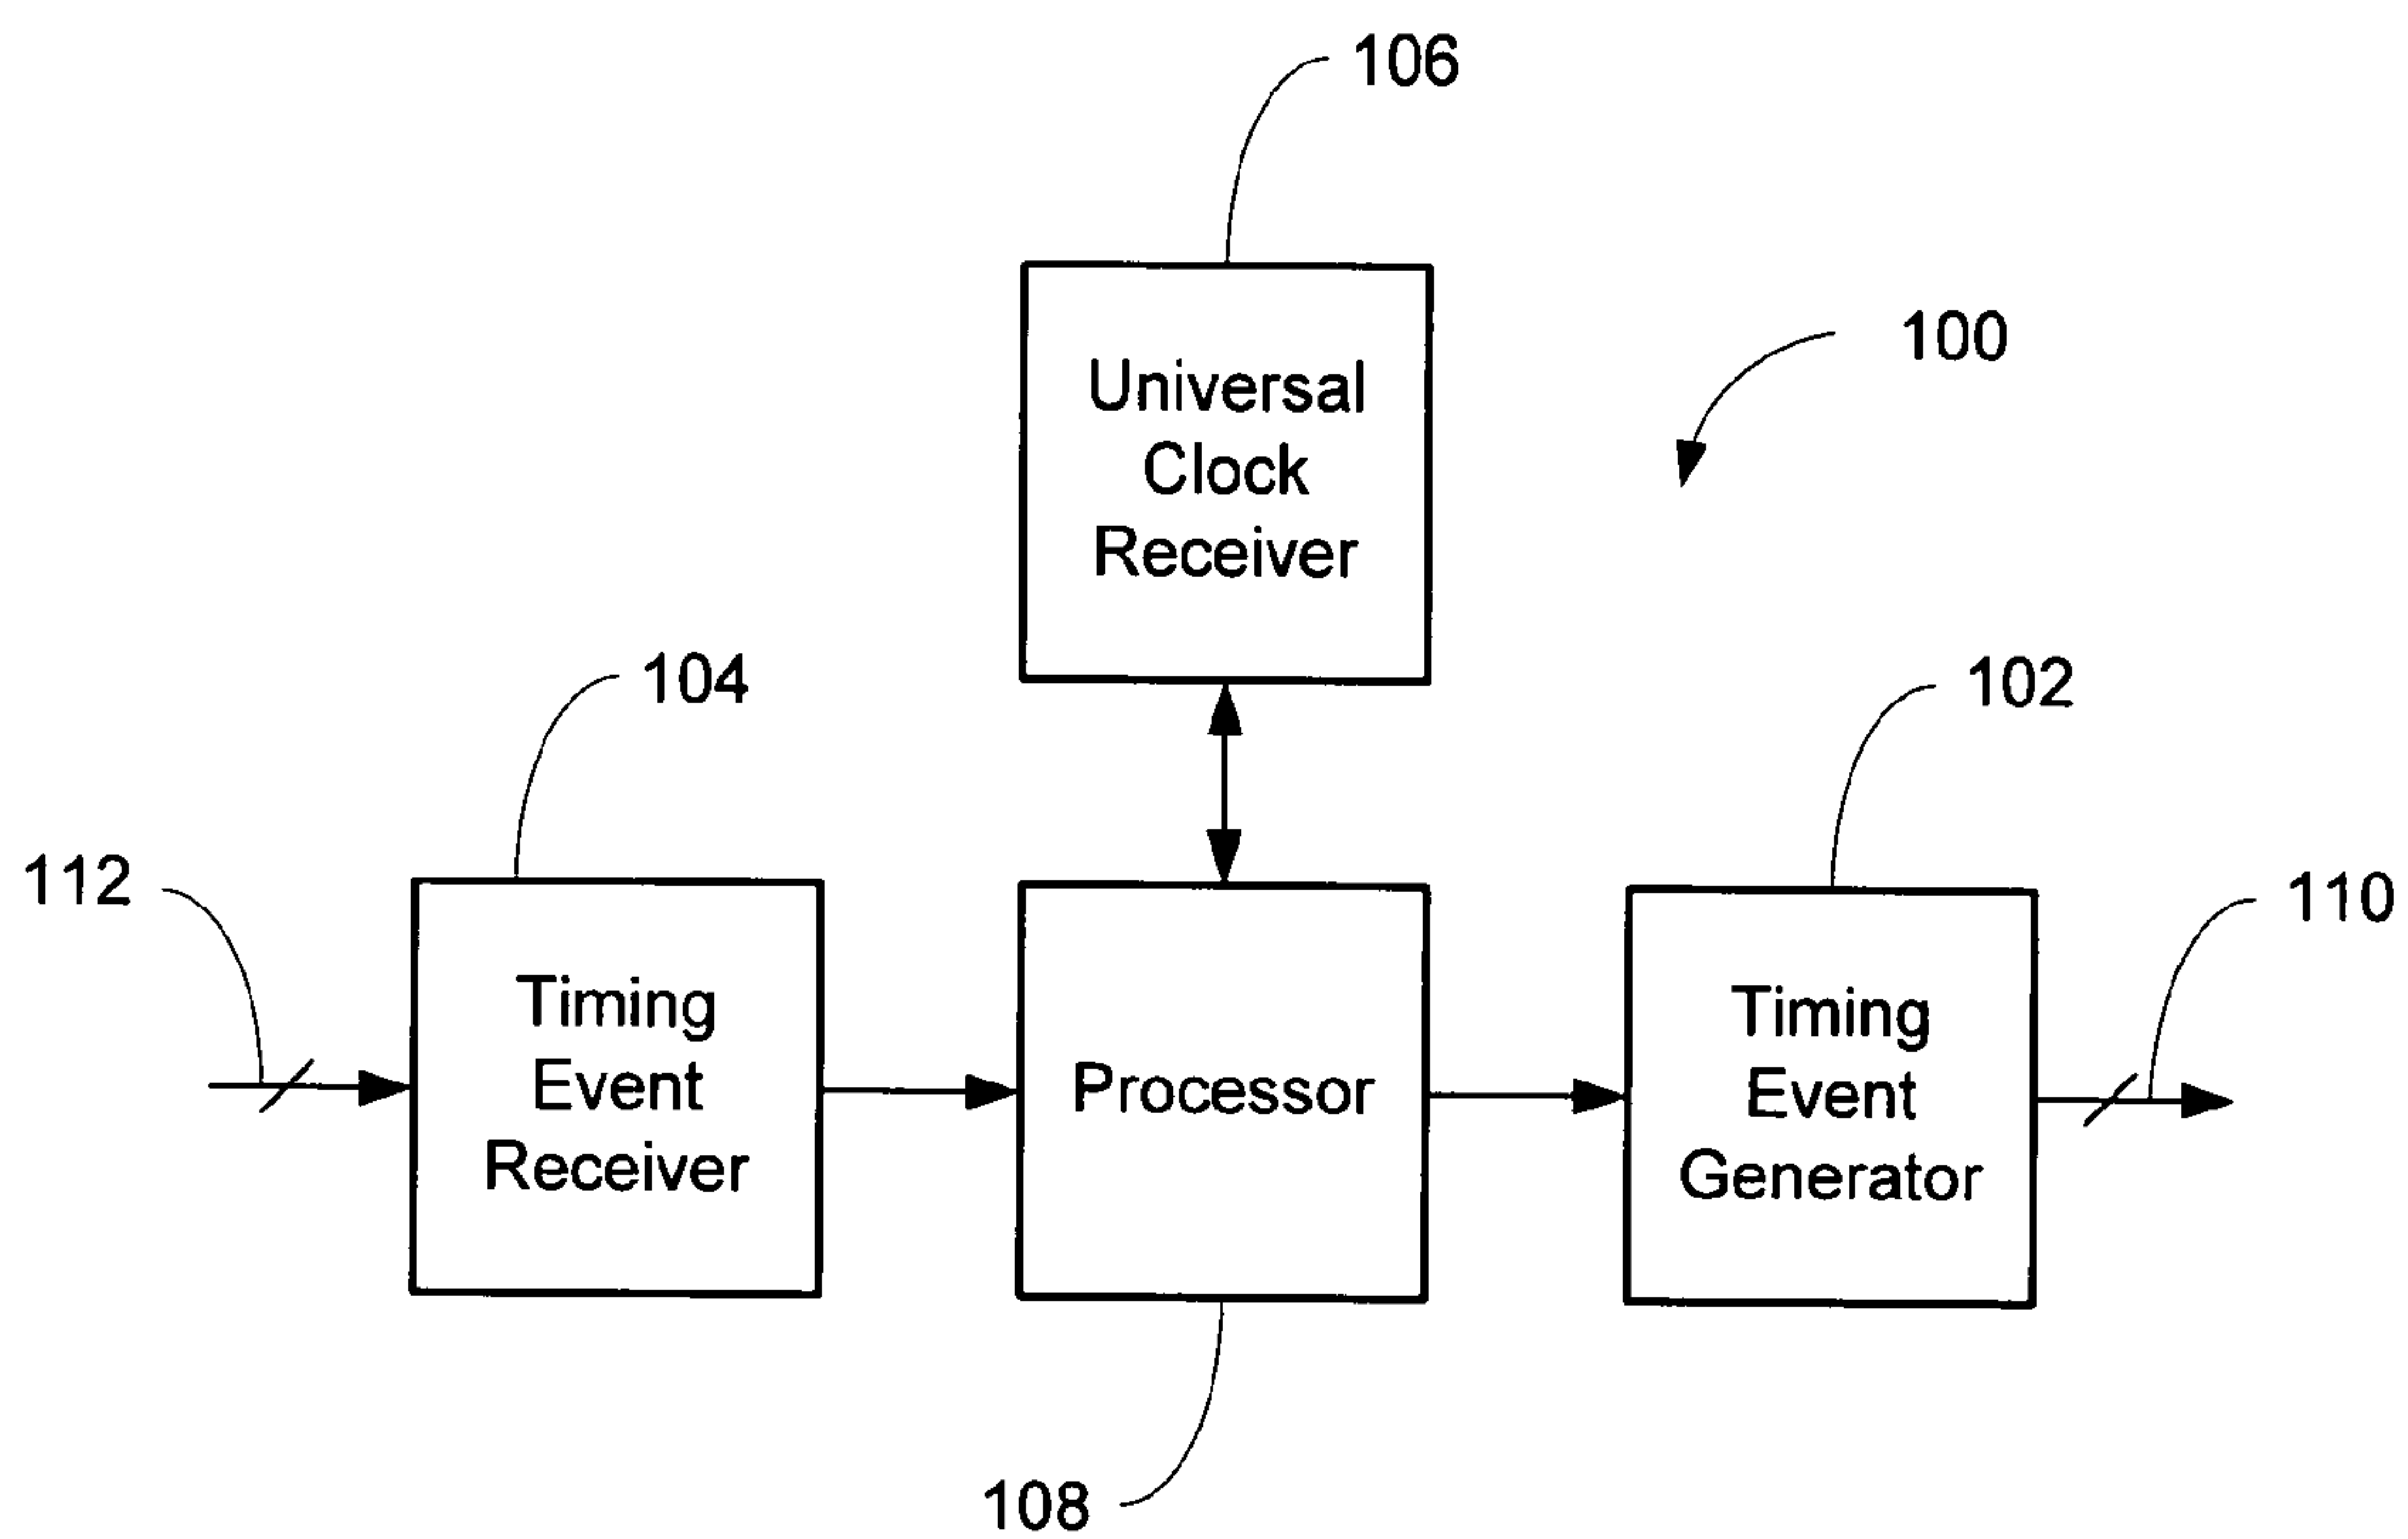 106
100
Universal
Clock
Receiver
104
102
112
110
Timing
Event
Receiver
Processor
Timing
Event
Generator
108